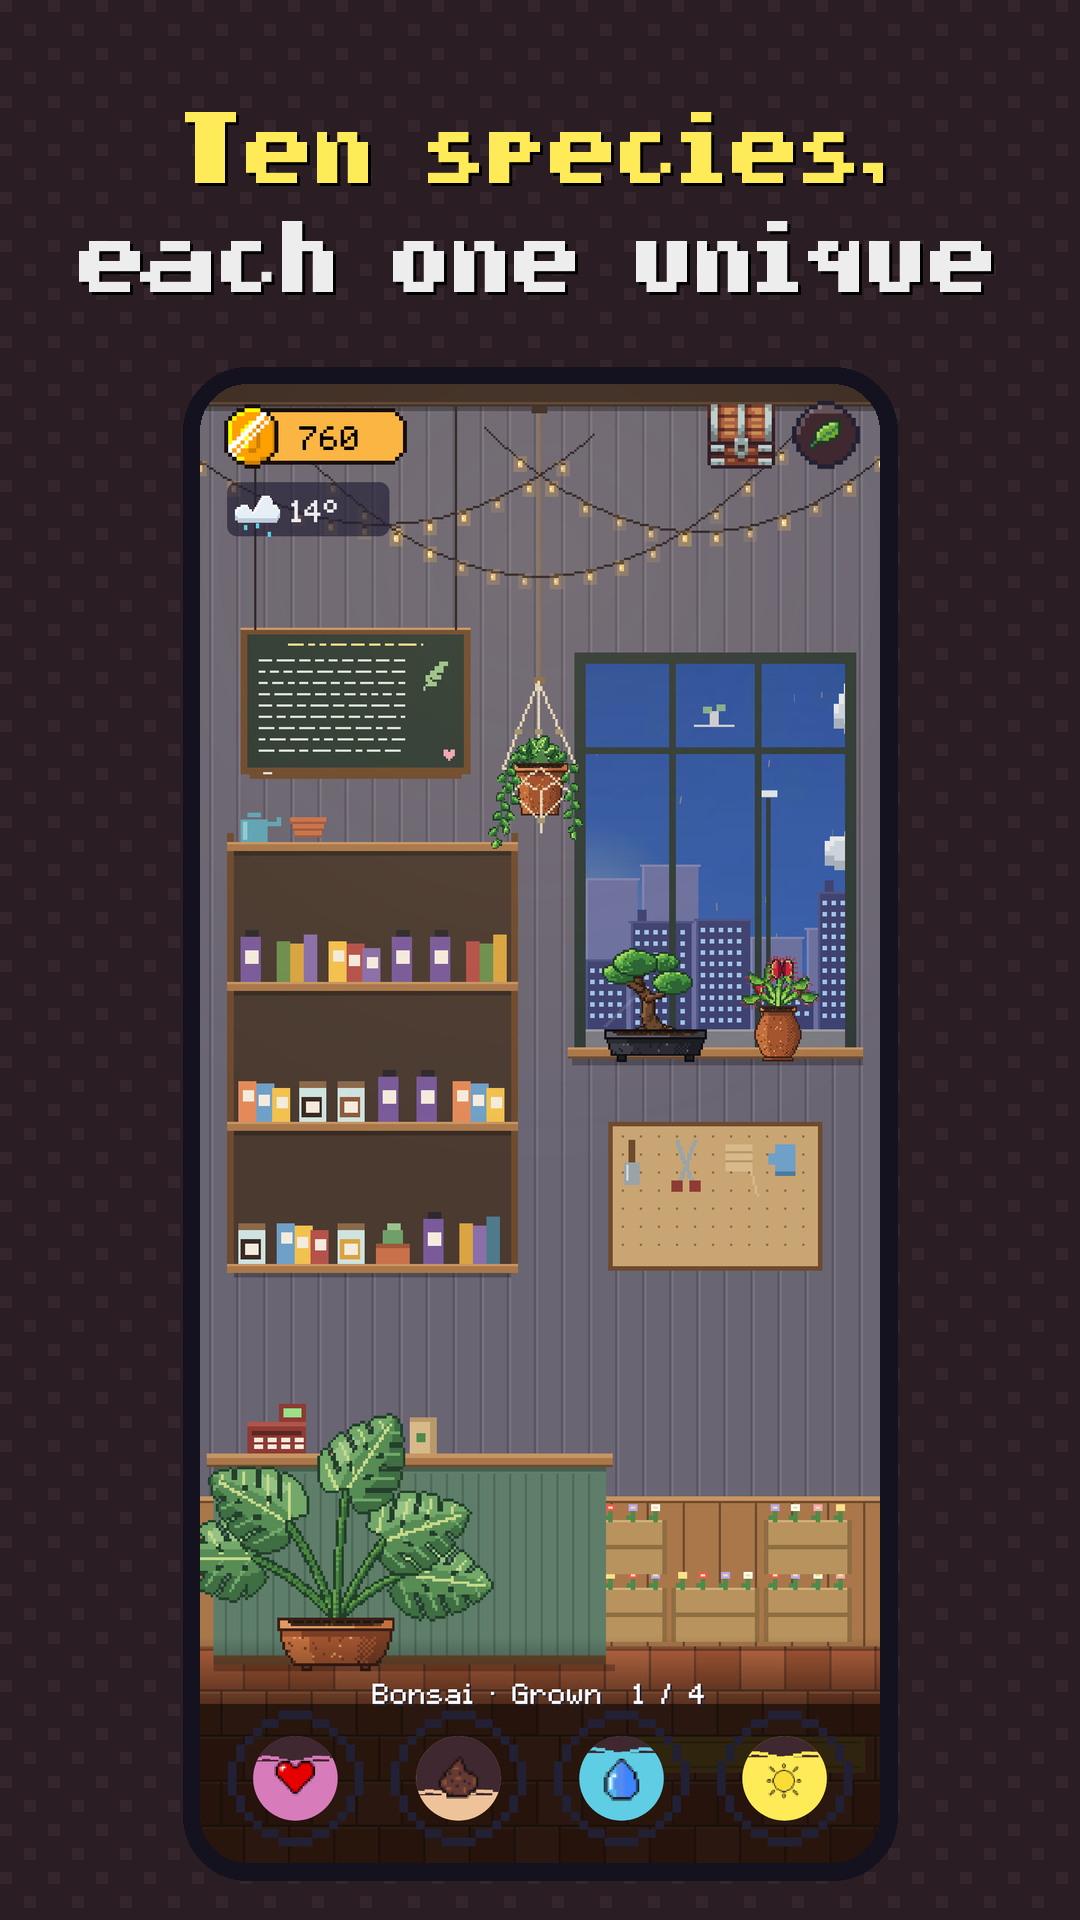 Ten species,
each one unique
760
14°
Bonsai · Grown 1 / 4